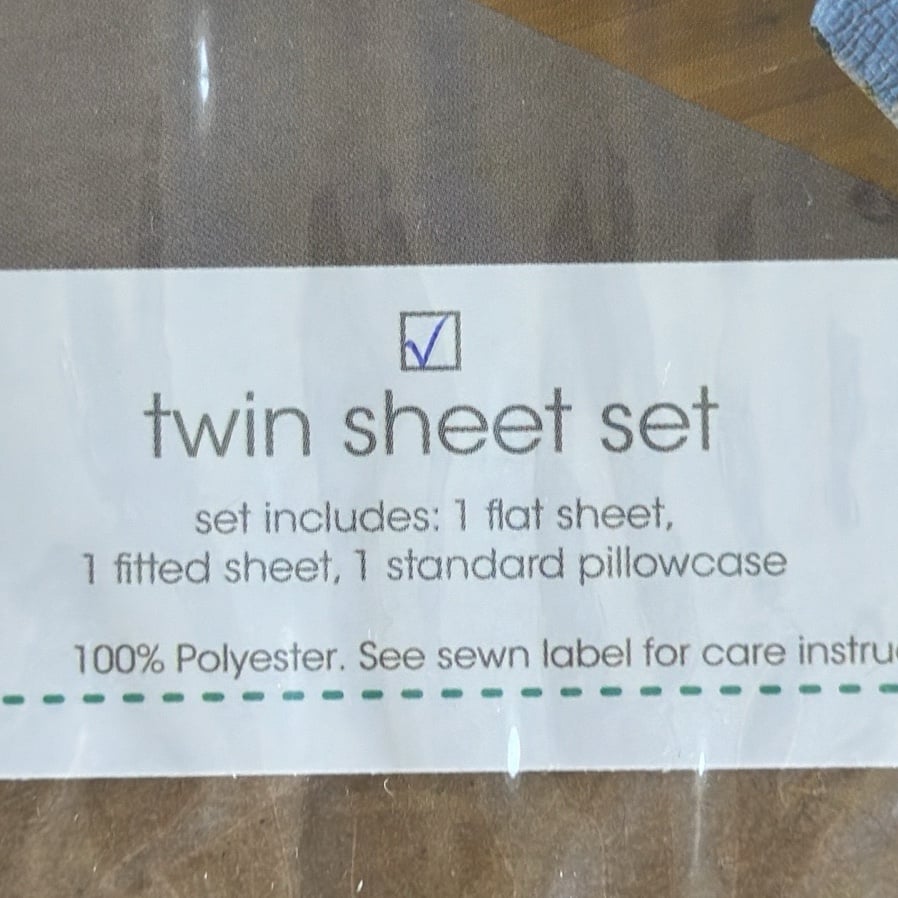 twin sheet set
set includes: 1 flat sheet,
1 fitted sheet, 1 standard pillowcase
100% Polyester. See sewn label for care instru